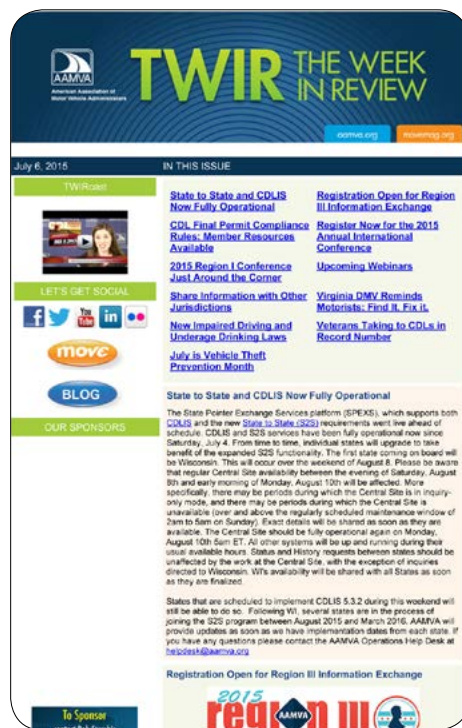 AAMVA
American Association of
Motor Vehicle Administrators
TWIR THE WEEK
IN REVIEW
aamva.org
movemag.org
July 6, 2015
IN THIS ISSUE
TWIRcast
LET'S GET SOCIAL
f
You
Tube
in
move
BLOG
OUR SPONSORS
To Sponsor
State to State and CDLIS
Now Fully Operational
CDL Final Permit Compliance
Rules: Member Resources
Available
2015 Region I Conference
Just Around the Corner
Share Information with Other
Jurisdictions
New Impaired Driving and
Underage Drinking Laws
July is Vehicle Theft
Prevention Month
Registration Open for Region
III Information Exchange
Register Now for the 2015
Annual International
Conference
Upcoming Webinars
Virginia DMV Reminds
Motorists: Find It. Fix it.
Veterans Taking to CDLs in
Record Number
State to State and CDLIS Now Fully Operational
The State Pointer Exchange Services platform (SPEXS), which supports both
CDLIS and the new State to State (S2S) requirements went live ahead of
schedule. CDLIS and S2S services have been fully operational now since
Saturday, July 4. From time to time, individual states will upgrade to take
benefit of the expanded S2S functionality. The first state coming on board will
be Wisconsin. This will occur over the weekend of August 8. Please be aware
that regular Central Site availability between the evening of Saturday, August
8th and early morning of Monday, August 10th will be affected. More
specifically, there may be periods during which the Central Site is in inquiry-
only mode, and there may be periods during which the Central Site is
unavailable (over and above the regularly scheduled maintenance window of
2am to 5am on Sunday). Exact details will be shared as soon as they are
available. The Central Site should be fully operational again on Monday,
August 10th 5am ET. All other systems will be up and running during their
usual available hours. Status and History requests between states should be
unaffected by the work at the Central Site, with the exception of inquiries
directed to Wisconsin. WI's availability will be shared with all States as soon
as they are finalized.
States that are scheduled to implement CDLIS 5.3.2 during this weekend will
still be able to do so. Following WI, several states are in the process of
joining the S2S program between August 2015 and March 2016. AAMVA will
provide updates as soon as we have implementation dates from each state. If
you have any questions please contact the AAMVA Operations Help Desk at
helpdesk@aamva.org
Registration Open for Region III Information Exchange
2015
region III
AAMVA